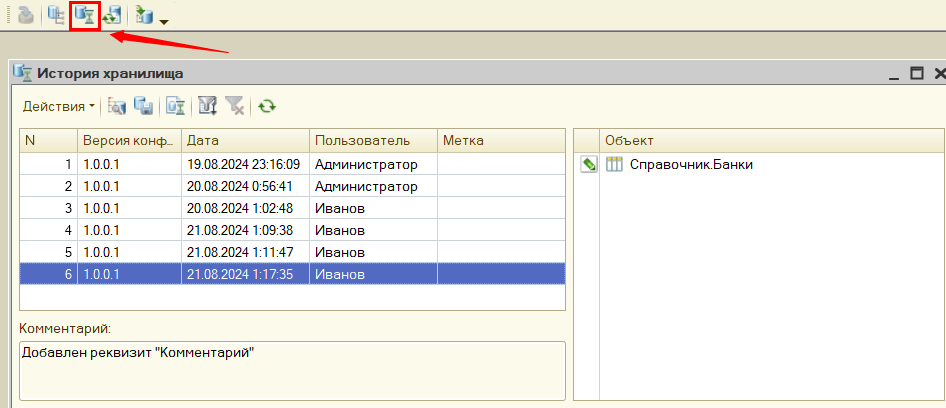 История хранилища
Действия
N Версия конф... Дата Пользователь Метка
1 1.0.0.1 19.08.2024 23:16:09 Администратор
2 1.0.0.1 20.08.2024 0:56:41 Администратор
3 1.0.0.1 20.08.2024 1:02:48 Иванов
4 1.0.0.1 21.08.2024 1:09:38 Иванов
5 1.0.0.1 21.08.2024 1:11:47 Иванов
6 1.0.0.1 21.08.2024 1:17:35 Иванов
Комментарий:
Добавлен реквизит "Комментарий"
Объект
Справочник.Банки